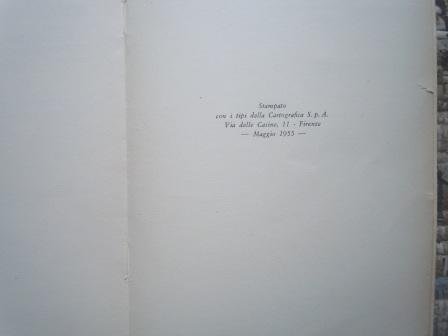 Stampato
con i tipi della Cartografica S. p. A.
Via delle Casine, 11 - Firenze
— Maggio 1955 —